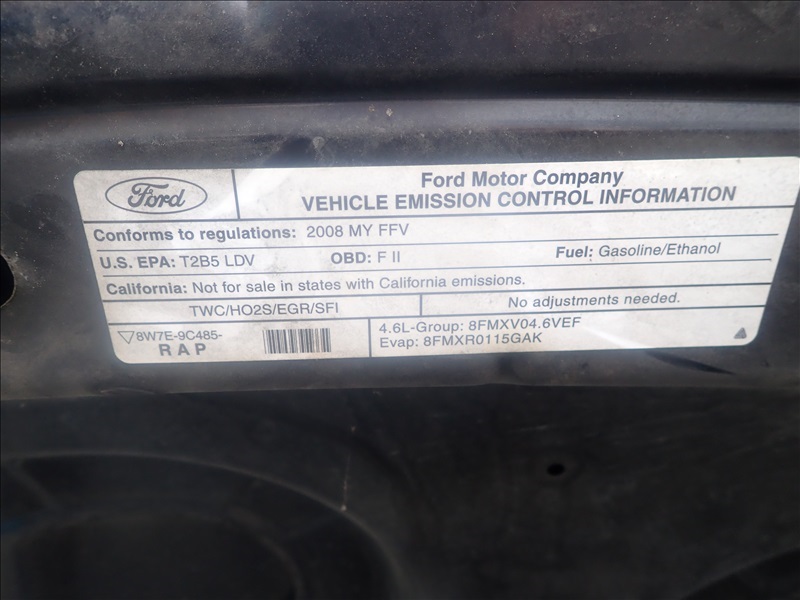 Ford
Ford Motor Company
VEHICLE EMISSION CONTROL INFORMATION
Conforms to regulations: 2008 MY FFV
U.S. EPA: T2B5 LDV OBD: F II Fuel: Gasoline/Ethanol
California: Not for sale in states with California emissions.
TWC/HO2S/EGR/SFI No adjustments needed.
8W7E-9C485-
RAP
4.6L-Group: 8FMXV04.6VEF
Evap: 8FMXR0115GAK